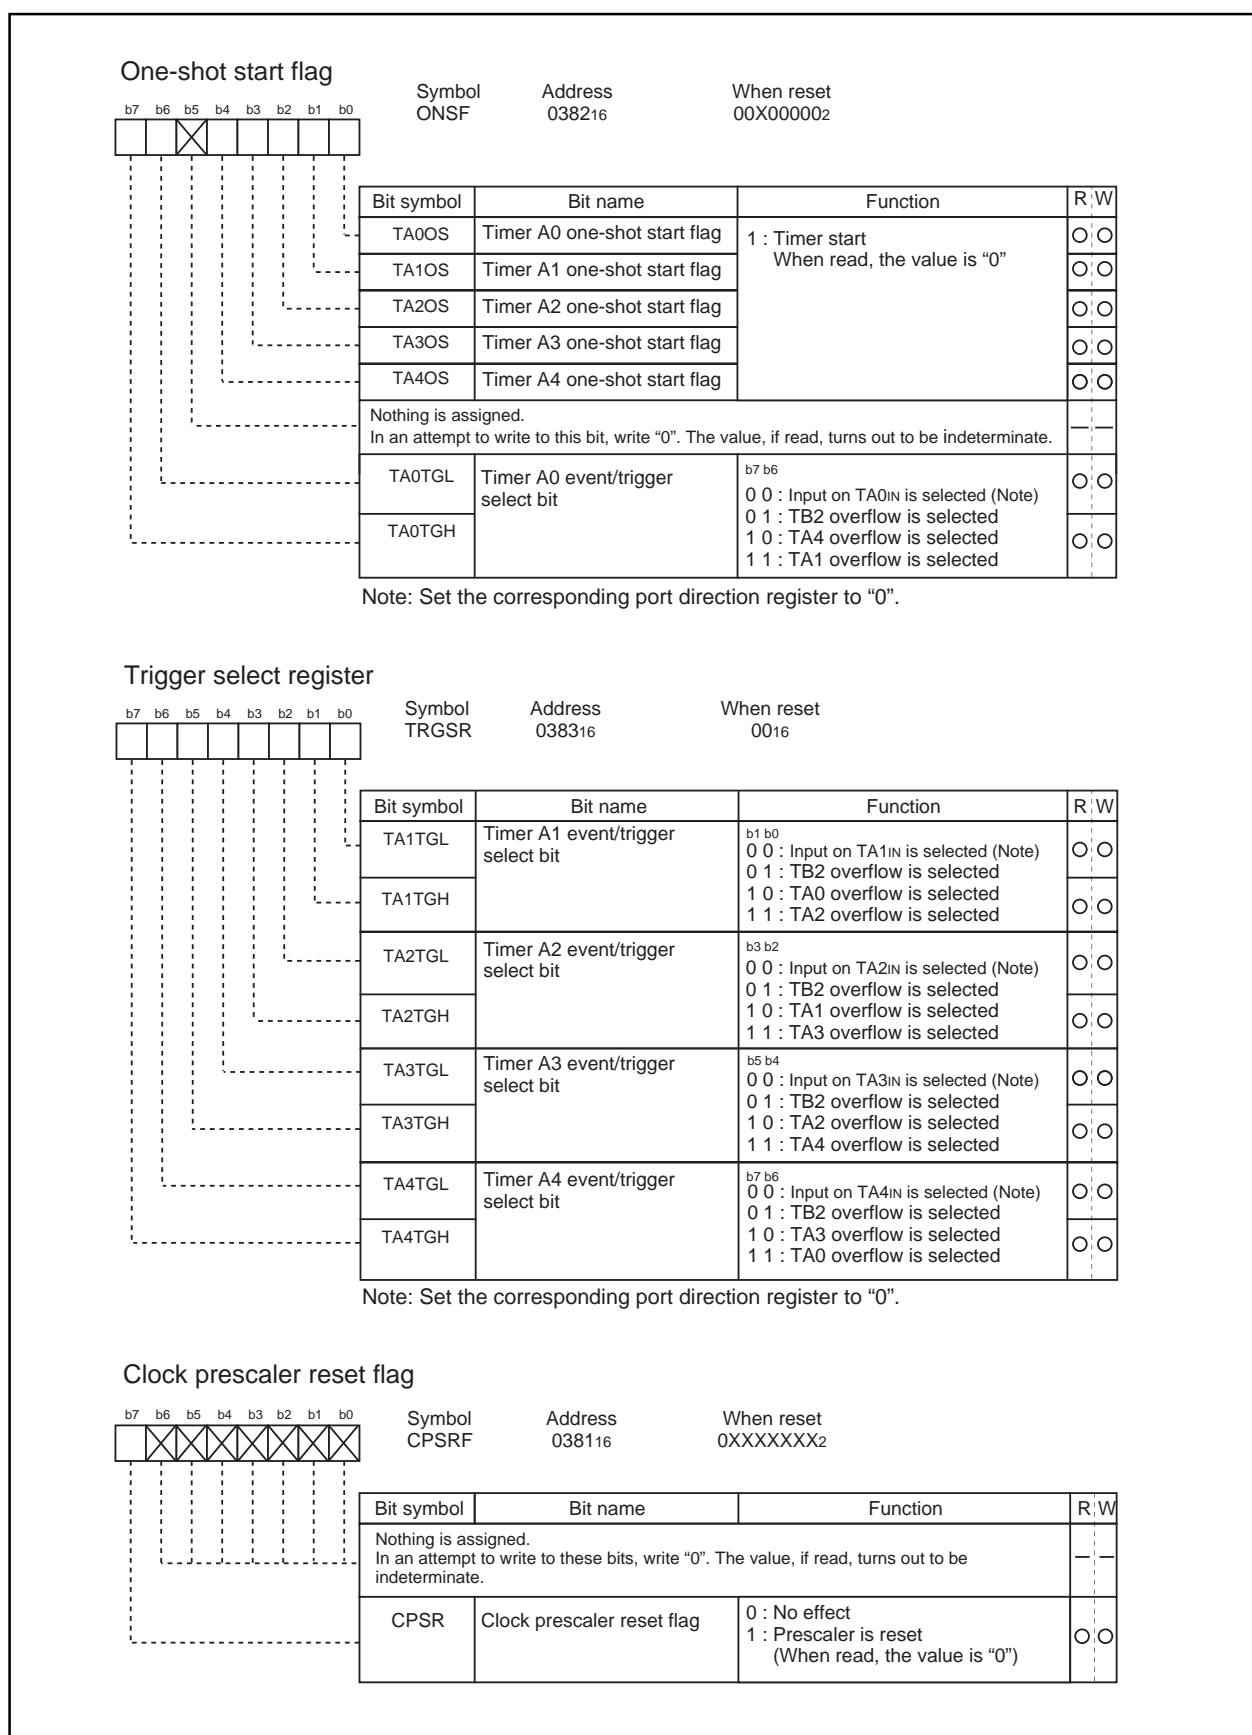 One-shot start flag
Symbol Address When reset
ONSF 038216 00X000002
b7 b6 b5 b4 b3 b2 b1 b0
Bit symbol Bit name Function R W
TA0OS Timer A0 one-shot start flag 1 : Timer start
When read, the value is “0”
TA1OS Timer A1 one-shot start flag
TA2OS Timer A2 one-shot start flag
TA3OS Timer A3 one-shot start flag
TA4OS Timer A4 one-shot start flag
Nothing is assigned.
In an attempt to write to this bit, write “0”. The value, if read, turns out to be indeterminate.
TA0TGL Timer A0 event/trigger select bit b7 b6
0 0 : Input on TA0IN is selected (Note)
0 1 : TB2 overflow is selected
TA0TGH 1 0 : TA4 overflow is selected
1 1 : TA1 overflow is selected
Note: Set the corresponding port direction register to “0”.
Trigger select register
Symbol Address When reset
TRGSR 038316 0016
b7 b6 b5 b4 b3 b2 b1 b0
Bit symbol Bit name Function R W
TA1TGL Timer A1 event/trigger select bit b1 b0
0 0 : Input on TA1IN is selected (Note)
0 1 : TB2 overflow is selected
TA1TGH 1 0 : TA0 overflow is selected
1 1 : TA2 overflow is selected
TA2TGL Timer A2 event/trigger select bit b3 b2
0 0 : Input on TA2IN is selected (Note)
0 1 : TB2 overflow is selected
TA2TGH 1 0 : TA1 overflow is selected
1 1 : TA3 overflow is selected
TA3TGL Timer A3 event/trigger select bit b5 b4
0 0 : Input on TA3IN is selected (Note)
0 1 : TB2 overflow is selected
TA3TGH 1 0 : TA2 overflow is selected
1 1 : TA4 overflow is selected
TA4TGL Timer A4 event/trigger select bit b7 b6
0 0 : Input on TA4IN is selected (Note)
0 1 : TB2 overflow is selected
TA4TGH 1 0 : TA3 overflow is selected
1 1 : TA0 overflow is selected
Note: Set the corresponding port direction register to “0”.
Clock prescaler reset flag
Symbol Address When reset
CPSRF 038116 0XXXXXXX2
b7 b6 b5 b4 b3 b2 b1 b0
Bit symbol Bit name Function R W
Nothing is assigned.
In an attempt to write to these bits, write “0”. The value, if read, turns out to be
indeterminate.
CPSR Clock prescaler reset flag 0 : No effect
1 : Prescaler is reset
(When read, the value is “0”)